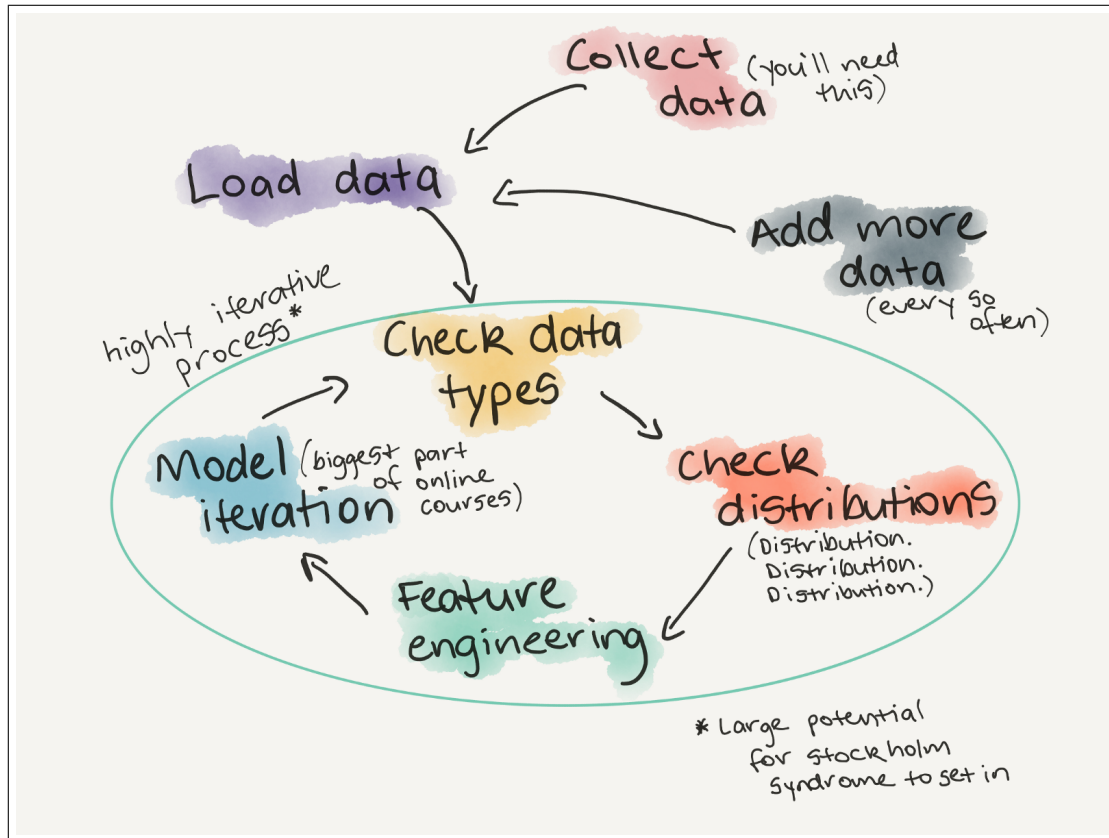 Collect
data
(you'll need
this)
Load data
Add more
data
(every so
often)
highly iterative
process*
Check data
types
Model
iteration
(biggest part
of online
courses)
Check
distributions
(Distribution.
Distribution.
Distribution.)
Feature
engineering
* Large potential
for stockholm
syndrome to set in